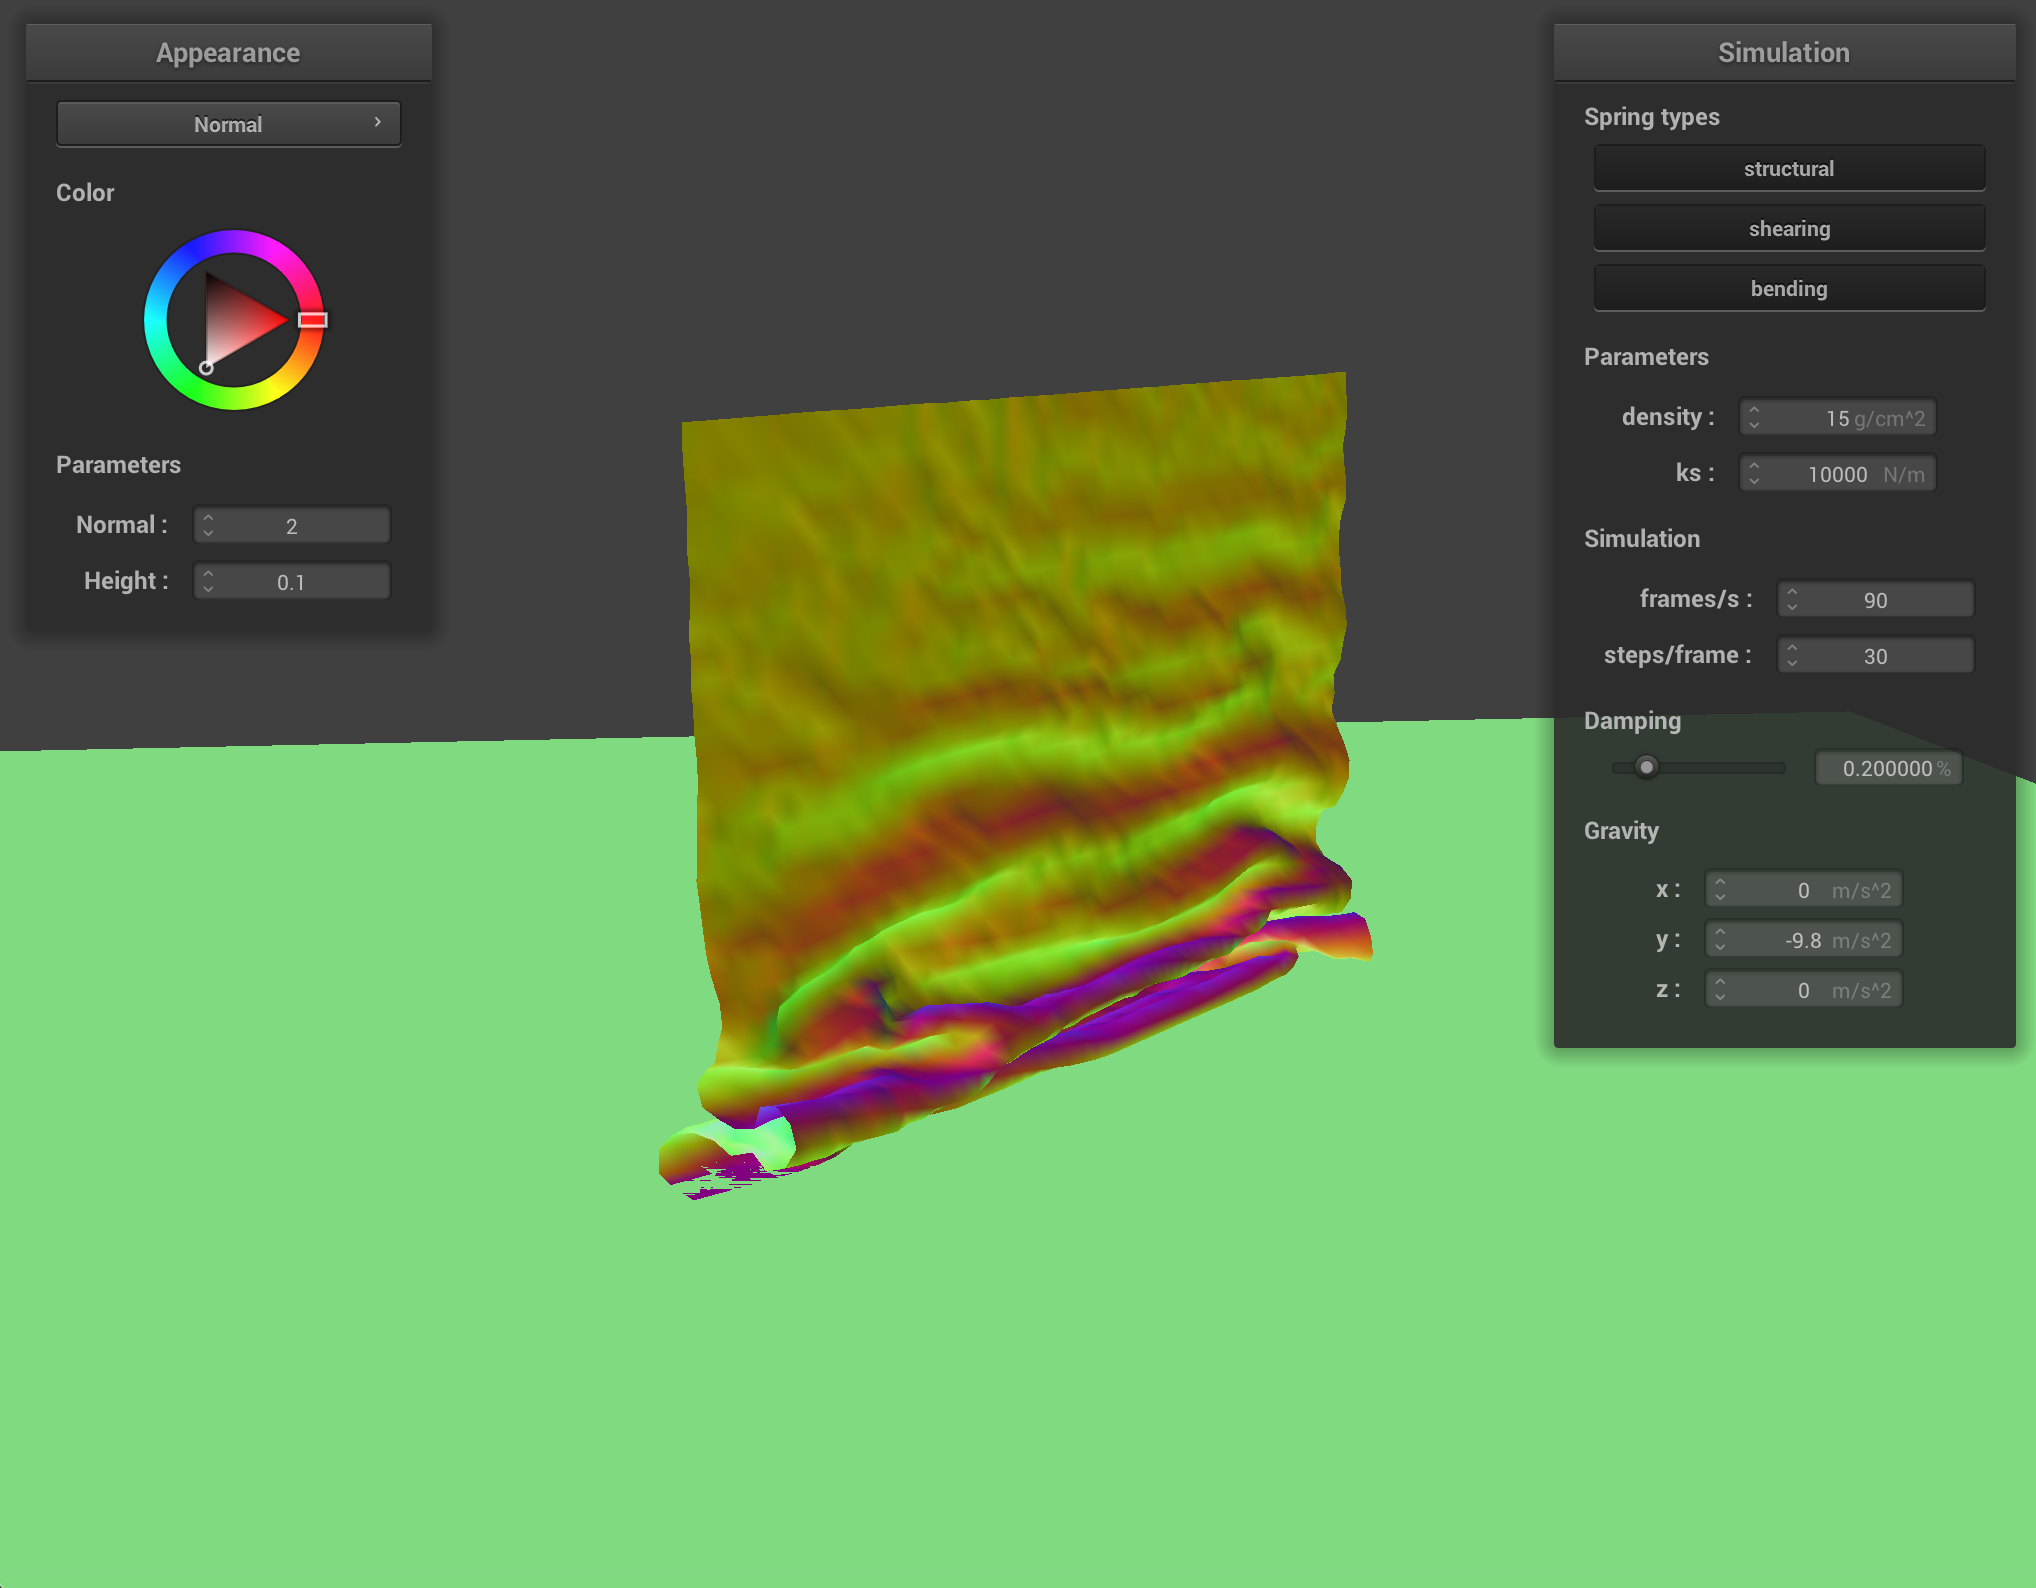 Appearance
Normal
Color
Parameters
Normal : 2
Height : 0.1
Simulation
Spring types
structural
shearing
bending
Parameters
density : 15 g/cm^2
ks : 10000 N/m
Simulation
frames/s : 90
steps/frame : 30
Damping
0.200000 %
Gravity
x : 0 m/s^2
y : -9.8 m/s^2
z : 0 m/s^2